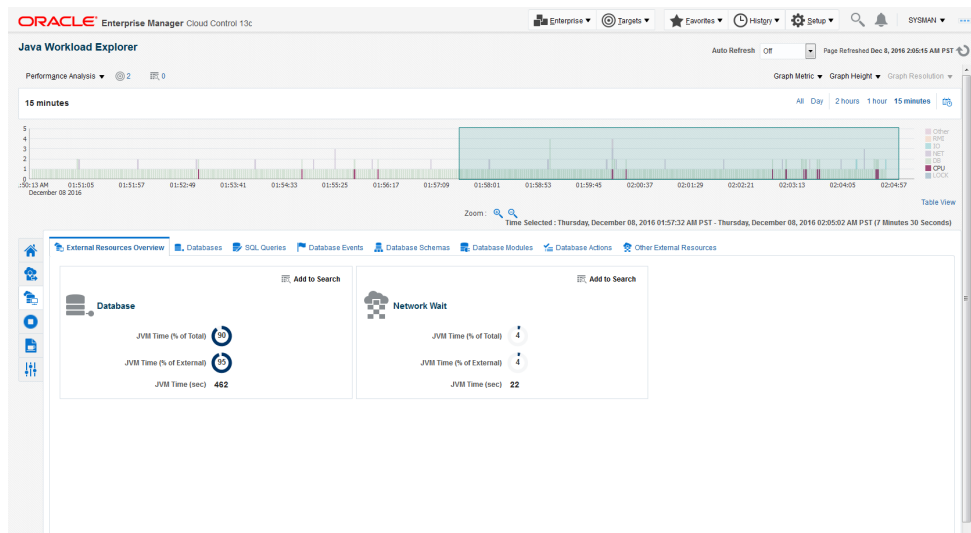 ORACLE Enterprise Manager Cloud Control 13c
Enterprise Targets Favorites History Setup SYSMAN
Java Workload Explorer
Auto Refresh Off Page Refreshed Dec 8, 2016 2:05:15 AM PST
Performance Analysis 2 0
Graph Metric Graph Height Graph Resolution
15 minutes
All Day 2 hours 1 hour 15 minutes
5
4
3
2
1
0
Other
RMI
IO
NET
DB
CPU
LOCK
:50:13 AM 01:51:05 01:51:57 01:52:49 01:53:41 01:54:33 01:55:25 01:56:17 01:57:09 01:58:01 01:58:53 01:59:45 02:00:37 02:01:29 02:02:21 02:03:13 02:04:05 02:04:57
December 08 2016
Table View
Zoom:
Time Selected : Thursday, December 08, 2016 01:57:32 AM PST - Thursday, December 08, 2016 02:05:02 AM PST (7 Minutes 30 Seconds)
External Resources Overview Databases SQL Queries Database Events Database Schemas Database Modules Database Actions Other External Resources
Add to Search
Database
JVM Time (% of Total) 90
JVM Time (% of External) 95
JVM Time (sec) 462
Add to Search
Network Wait
JVM Time (% of Total) 4
JVM Time (% of External) 4
JVM Time (sec) 22